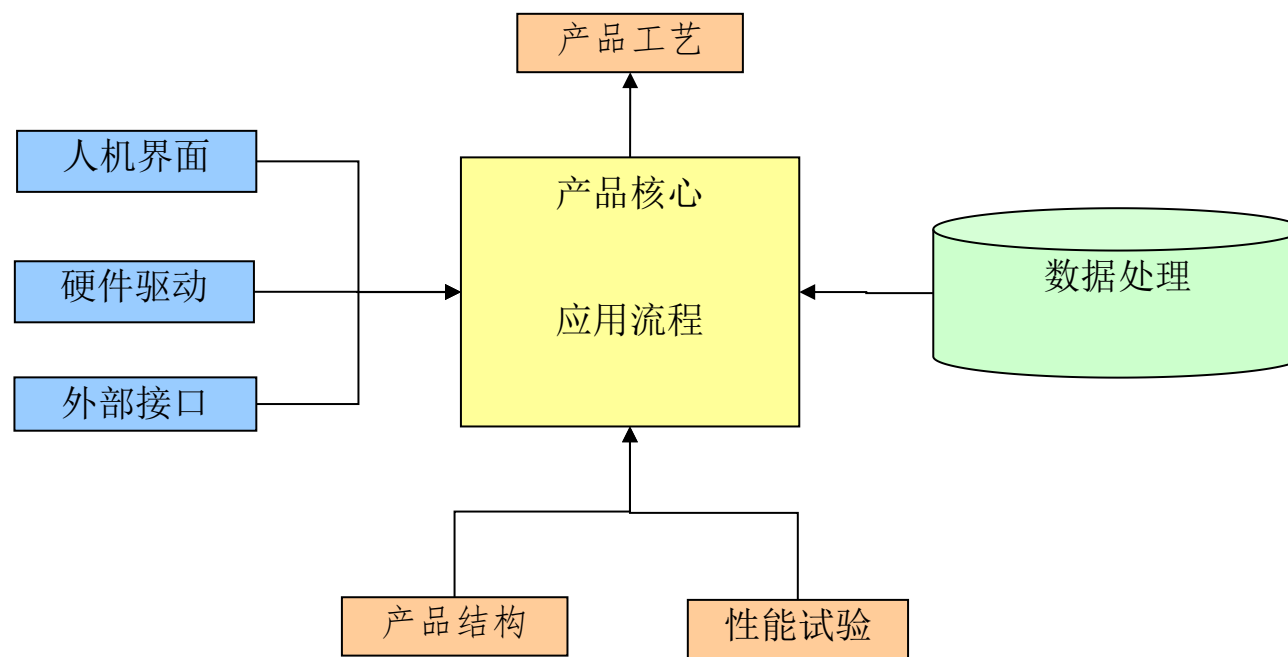 产品工艺
人机界面
产品核心
硬件驱动
应用流程
数据处理
外部接口
产品结构
性能试验